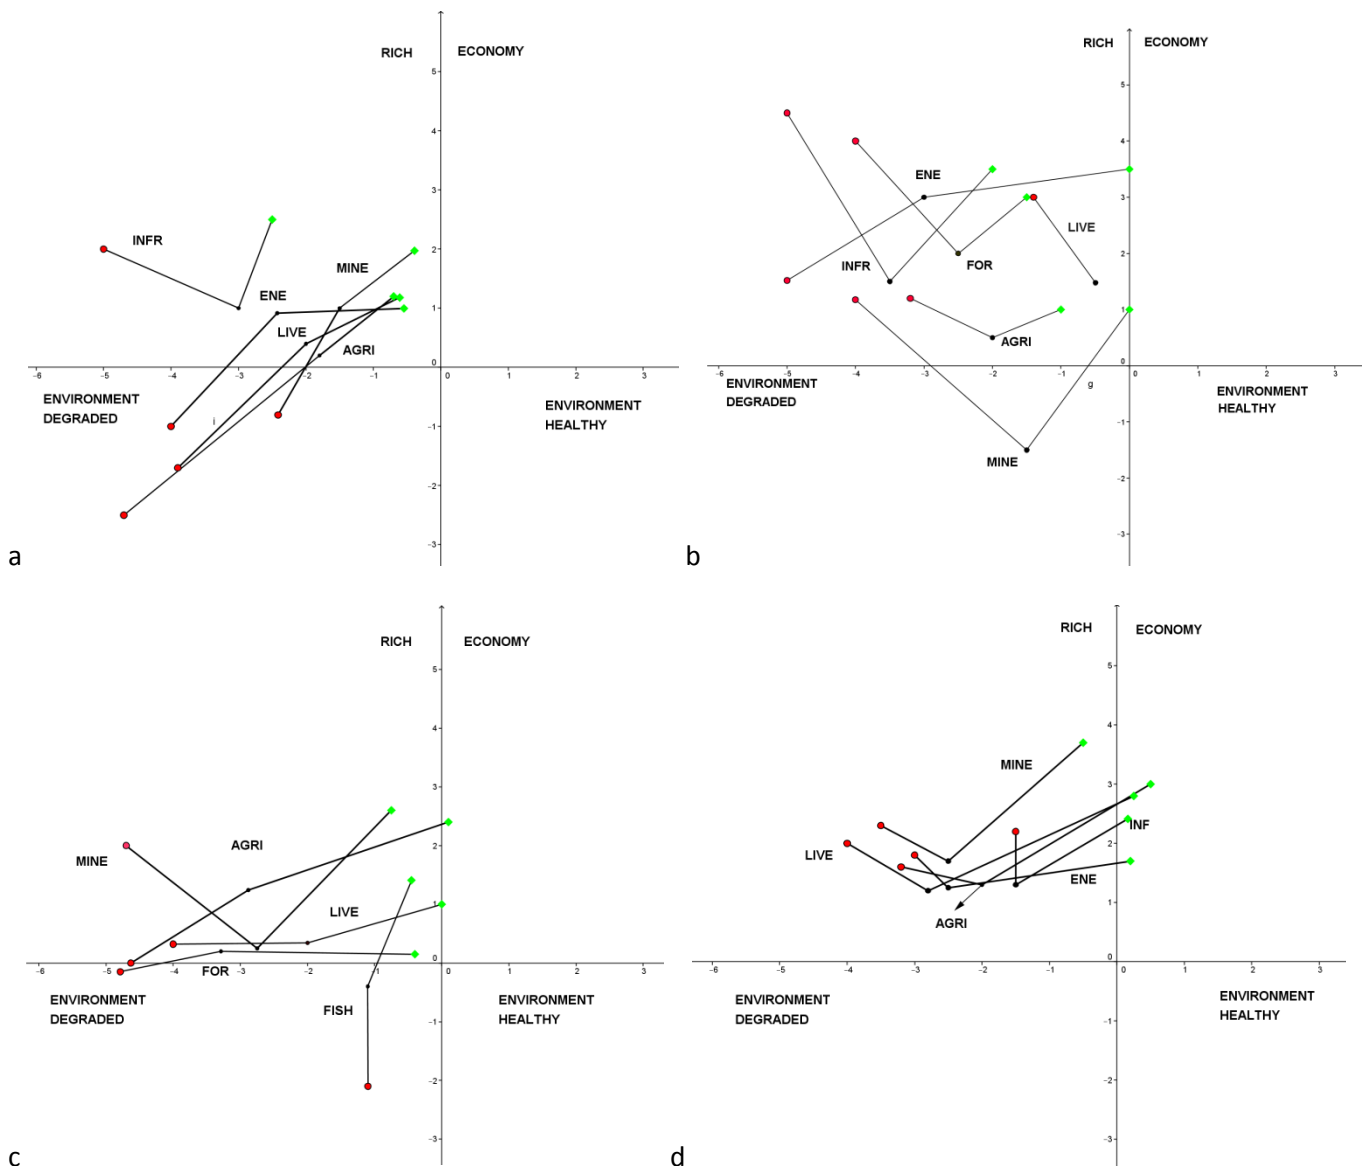 RICH ECONOMY
5
4
3
INFR
2
MINE
ENE
1
LIVE
AGRI
0
−6 −5 −4 −3 −2 −1 0 1 2 3
ENVIRONMENT
DEGRADED
i
ENVIRONMENT
HEALTHY
−1
−2
−3
a
RICH ECONOMY
5
4
ENE
3
LIVE
2
INFR
FOR
1
AGRI
0
−6 −5 −4 −3 −2 −1 0 1 2 3
g
ENVIRONMENT
DEGRADED
ENVIRONMENT
HEALTHY
−1
MINE
−2
−3
b
RICH ECONOMY
5
4
3
2
MINE
AGRI
1
LIVE
0
−6 −5 −4 −3 −2 −1 0 1 2 3
FOR
ENVIRONMENT
DEGRADED
FISH
ENVIRONMENT
HEALTHY
−1
−2
−3
c
RICH ECONOMY
5
4
MINE
3
INF
2
LIVE
ENE
1
AGRI
0
−6 −5 −4 −3 −2 −1 0 1 2 3
ENVIRONMENT
DEGRADED
ENVIRONMENT
HEALTHY
−1
−2
−3
d